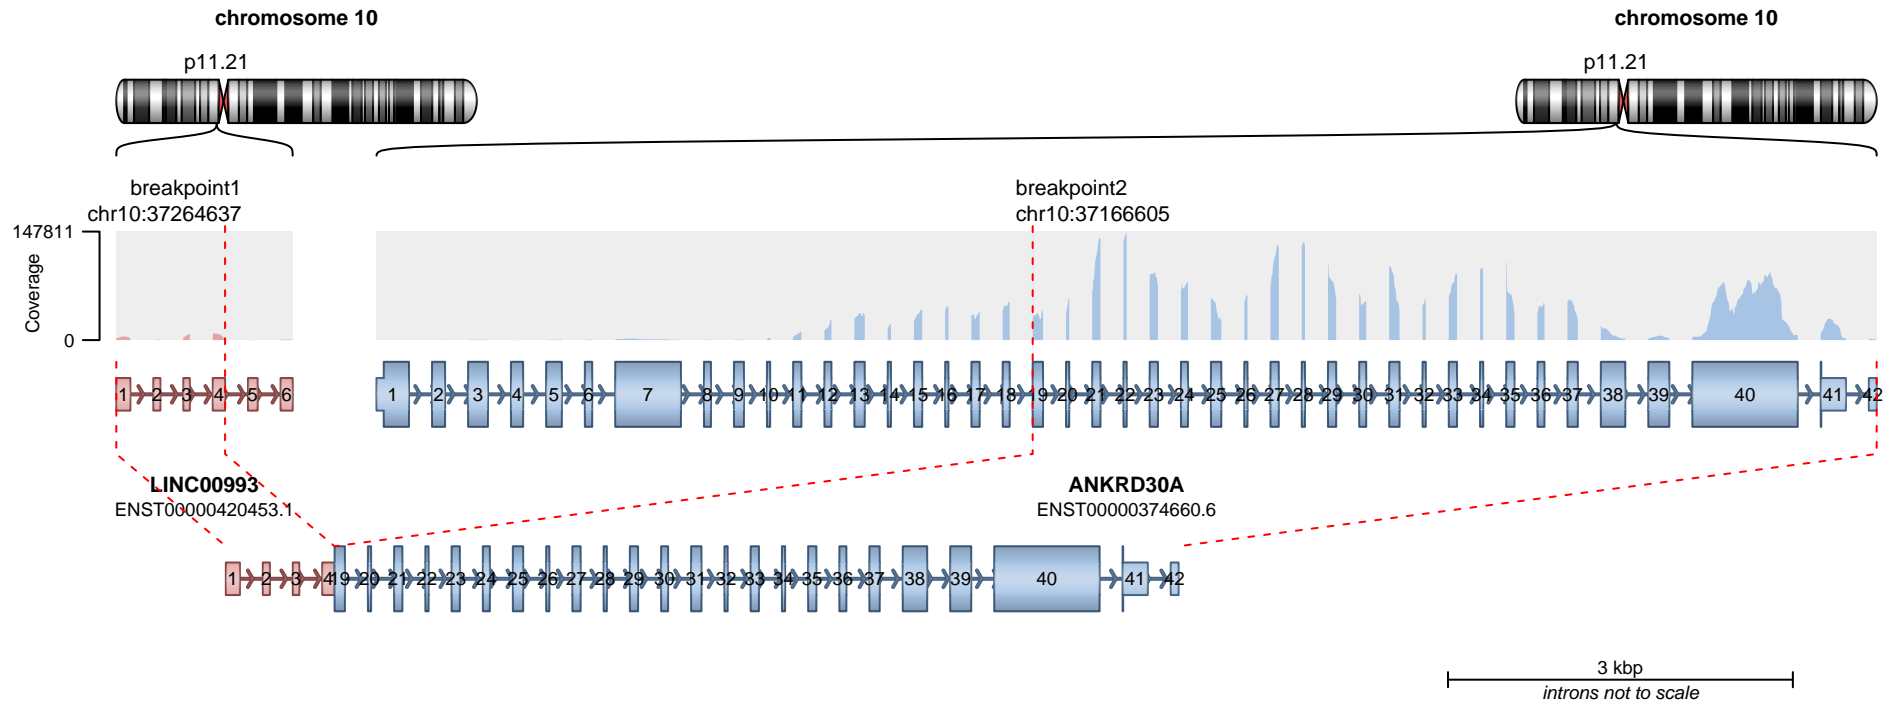 chromosome 10
chromosome 10
p11.21
p11.21
breakpoint1
chr10:37264637
breakpoint2
chr10:37166605
147811
Coverage
0
1 2 3 4 5 6
1 2 3 4 5 6 7 8 9 10 11 12 13 14 15 16 17 18 19 20 21 22 23 24 25 26 27 28 29 30 31 32 33 34 35 36 37 38 39 40 41 42
LINC00993
ENST00000420453.1
ANKRD30A
ENST00000374660.6
1 2 3 4 19 20 21 22 23 24 25 26 27 28 29 30 31 32 33 34 35 36 37 38 39 40 41 42
3 kbp
introns not to scale